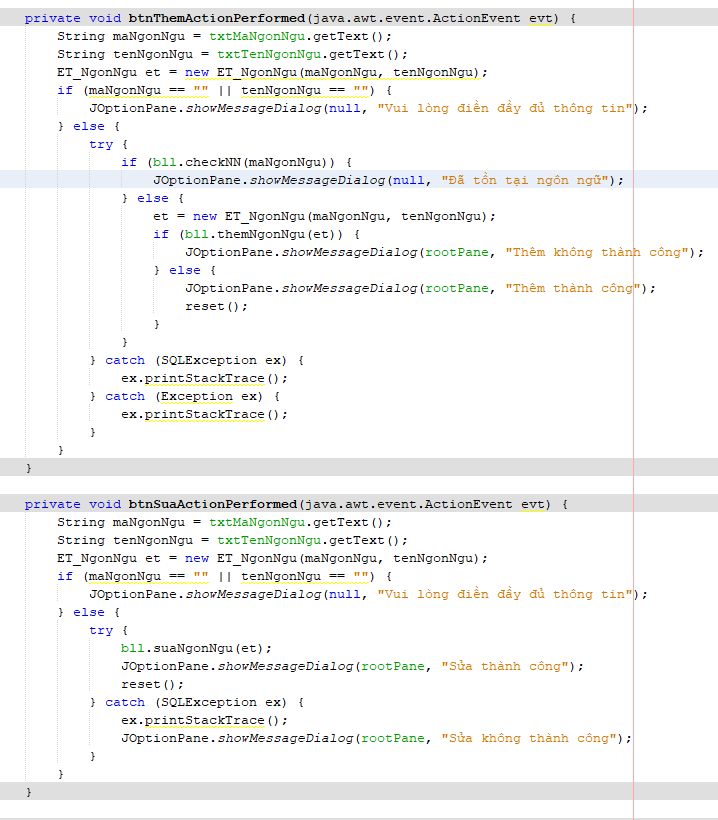 private void btnThemActionPerformed(java.awt.event.ActionEvent evt) {
    String maNgonNgu = txtMaNgonNgu.getText();
    String tenNgonNgu = txtTenNgonNgu.getText();
    ET_NgonNgu et = new ET_NgonNgu(maNgonNgu, tenNgonNgu);
    if (maNgonNgu == "" || tenNgonNgu == "") {
        JOptionPane.showMessageDialog(null, "Vui lòng điền đầy đủ thông tin");
    } else {
        try {
            if (bll.checkNN(maNgonNgu)) {
                JOptionPane.showMessageDialog(null, "Đã tồn tại ngôn ngữ");
            } else {
                et = new ET_NgonNgu(maNgonNgu, tenNgonNgu);
                if (bll.themNgonNgu(et)) {
                    JOptionPane.showMessageDialog(rootPane, "Thêm không thành công");
                } else {
                    JOptionPane.showMessageDialog(rootPane, "Thêm thành công");
                    reset();
                }
            }
        } catch (SQLException ex) {
            ex.printStackTrace();
        } catch (Exception ex) {
            ex.printStackTrace();
        }
    }
}
private void btnSuaActionPerformed(java.awt.event.ActionEvent evt) {
    String maNgonNgu = txtMaNgonNgu.getText();
    String tenNgonNgu = txtTenNgonNgu.getText();
    ET_NgonNgu et = new ET_NgonNgu(maNgonNgu, tenNgonNgu);
    if (maNgonNgu == "" || tenNgonNgu == "") {
        JOptionPane.showMessageDialog(null, "Vui lòng điền đầy đủ thông tin");
    } else {
        try {
            bll.suaNgonNgu(et);
            JOptionPane.showMessageDialog(rootPane, "Sửa thành công");
            reset();
        } catch (SQLException ex) {
            ex.printStackTrace();
            JOptionPane.showMessageDialog(rootPane, "Sửa không thành công");
        }
    }
}